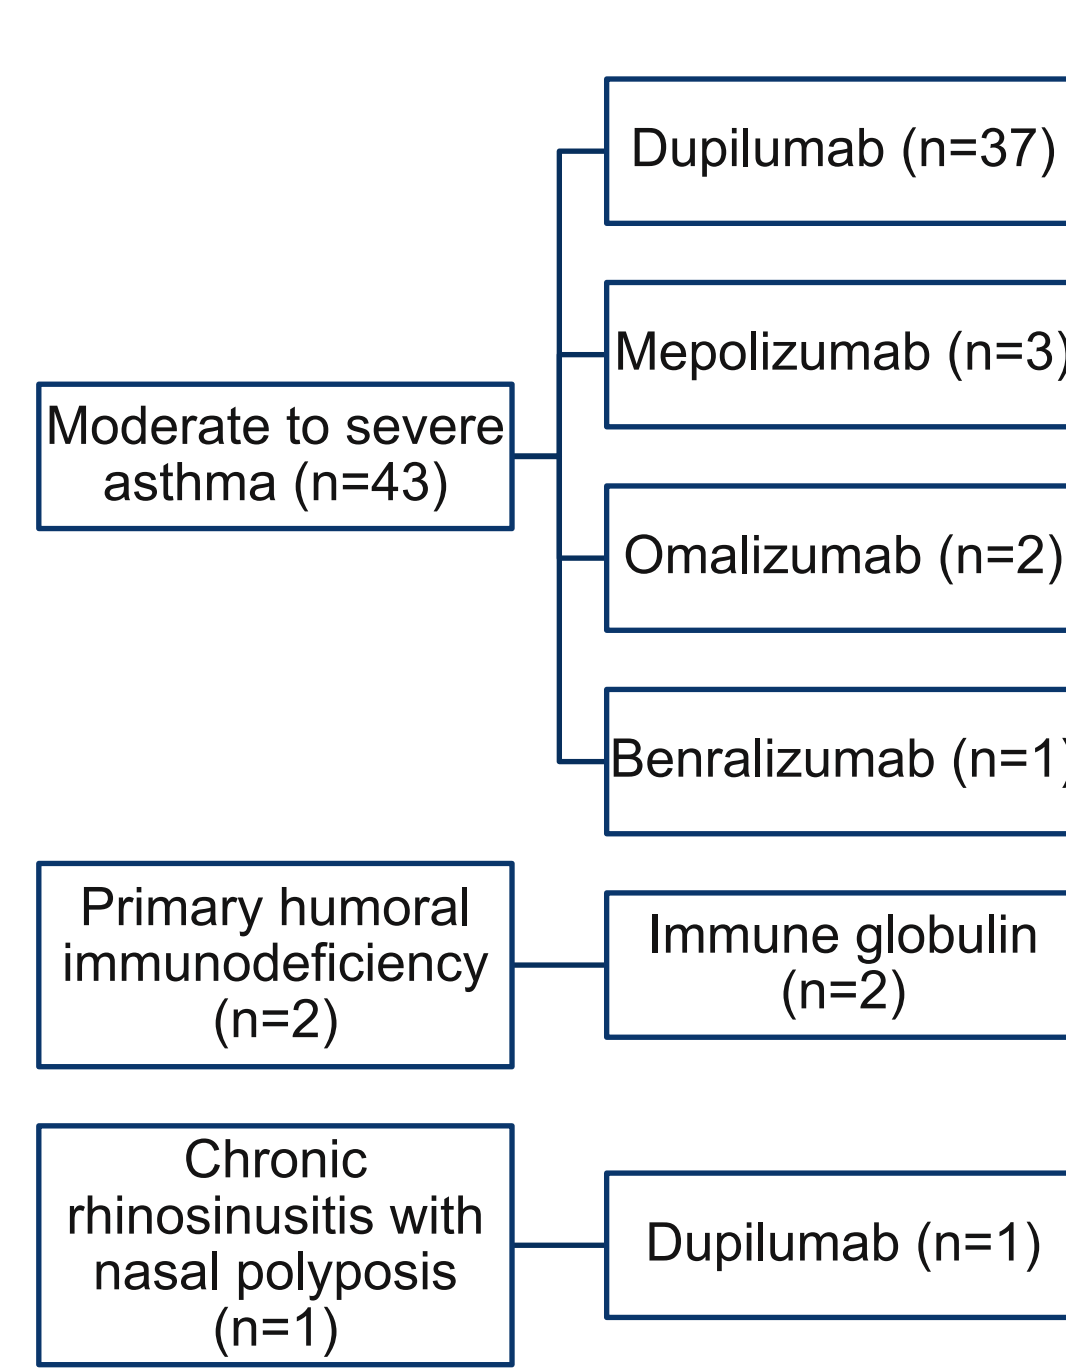 Dupilumab (n=37)
Mepolizumab (n=3)
Moderate to severe
asthma (n=43)
Omalizumab (n=2)
Benralizumab (n=1)
Primary humoral
immunodeficiency
(n=2)
Immune globulin
(n=2)
Chronic
rhinosinusitis with
nasal polyposis
(n=1)
Dupilumab (n=1)